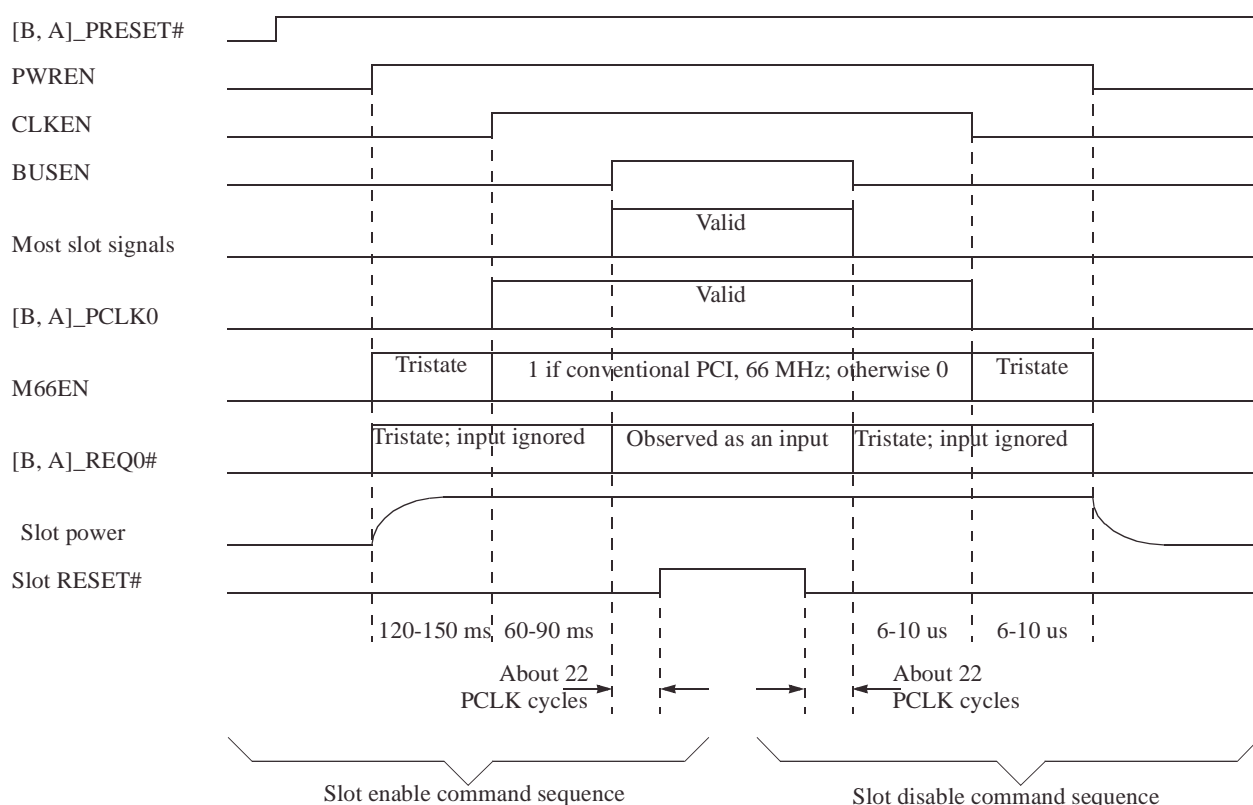 [B, A]_PRESET#
PWREN
CLKEN
BUSEN
Most slot signals
Valid
[B, A]_PCLK0
Valid
M66EN
Tristate
1 if conventional PCI, 66 MHz; otherwise 0
Tristate
[B, A]_REQ0#
Tristate; input ignored
Observed as an input
Tristate; input ignored
Slot power
Slot RESET#
120-150 ms
60-90 ms
6-10 us
6-10 us
About 22
PCLK cycles
About 22
PCLK cycles
Slot enable command sequence
Slot disable command sequence